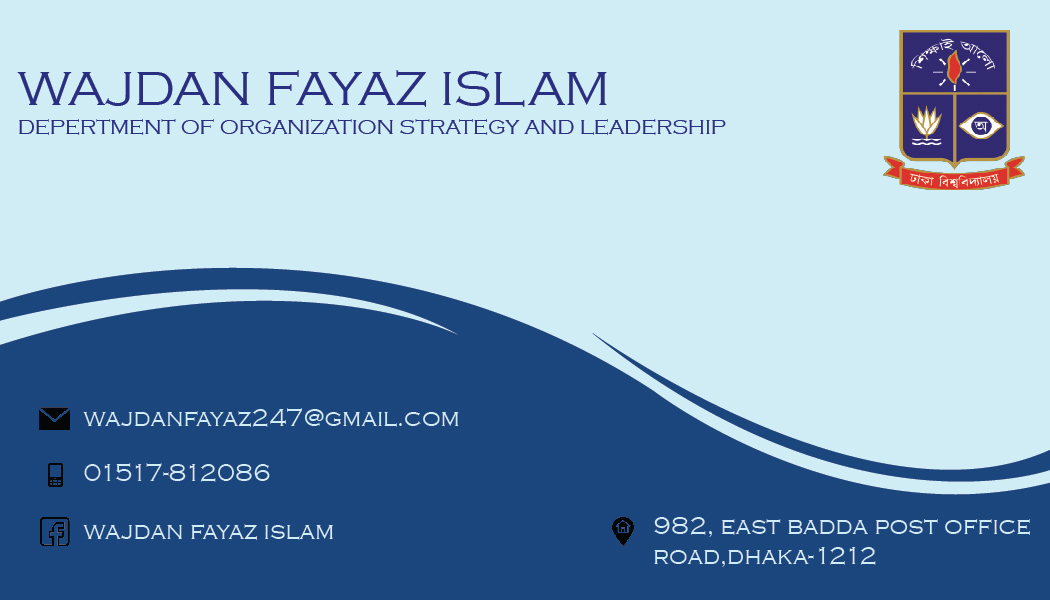 WAJDAN FAYAZ ISLAM
DEPERTMENT OF ORGANIZATION STRATEGY AND LEADERSHIP
শিক্ষাই আলো
অ
ঢাকা বিশ্ববিদ্যালয়
WAJDANFAYAZ247@GMAIL.COM
01517-812086
WAJDAN FAYAZ ISLAM
982, EAST BADDA POST OFFICE
ROAD,DHAKA-1212